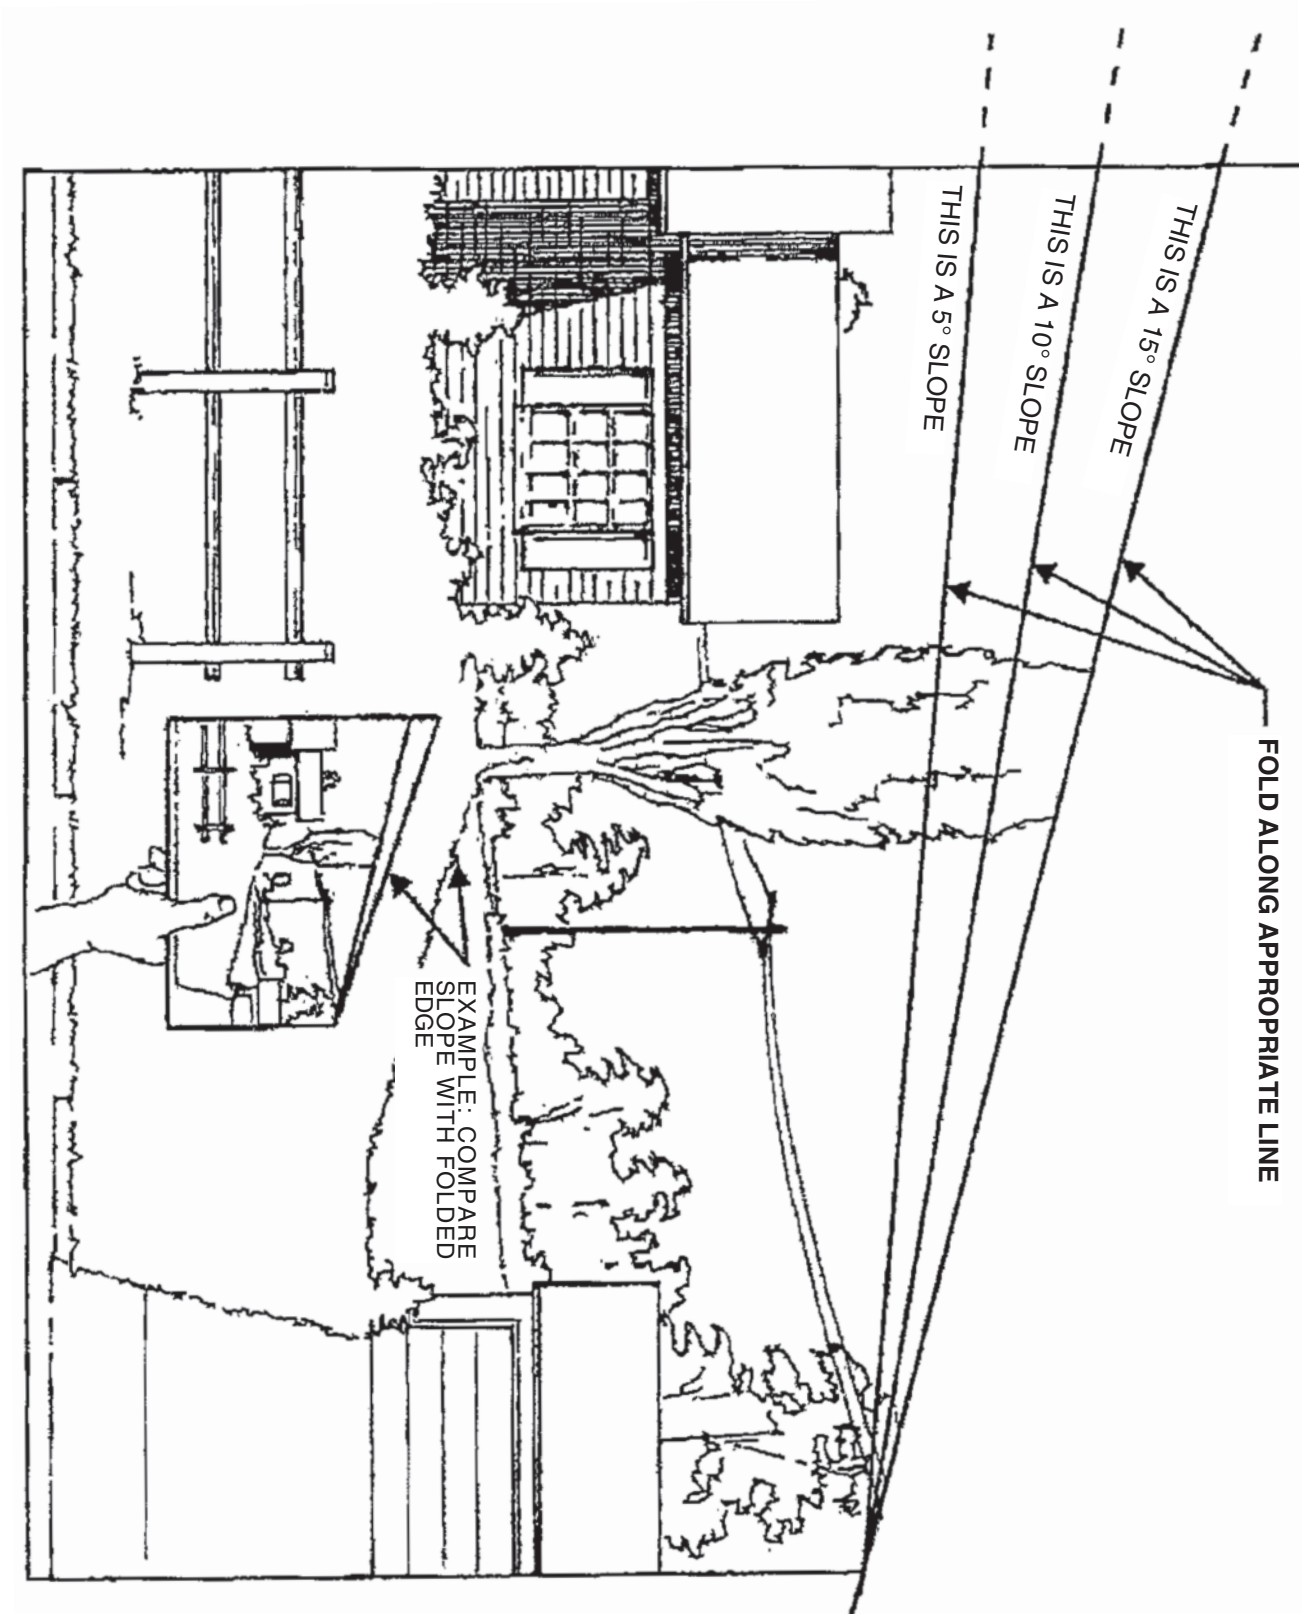 FOLD ALONG APPROPRIATE LINE
THIS IS A 15° SLOPE
THIS IS A 10° SLOPE
THIS IS A 5° SLOPE
EXAMPLE: COMPARE
SLOPE WITH FOLDED
EDGE